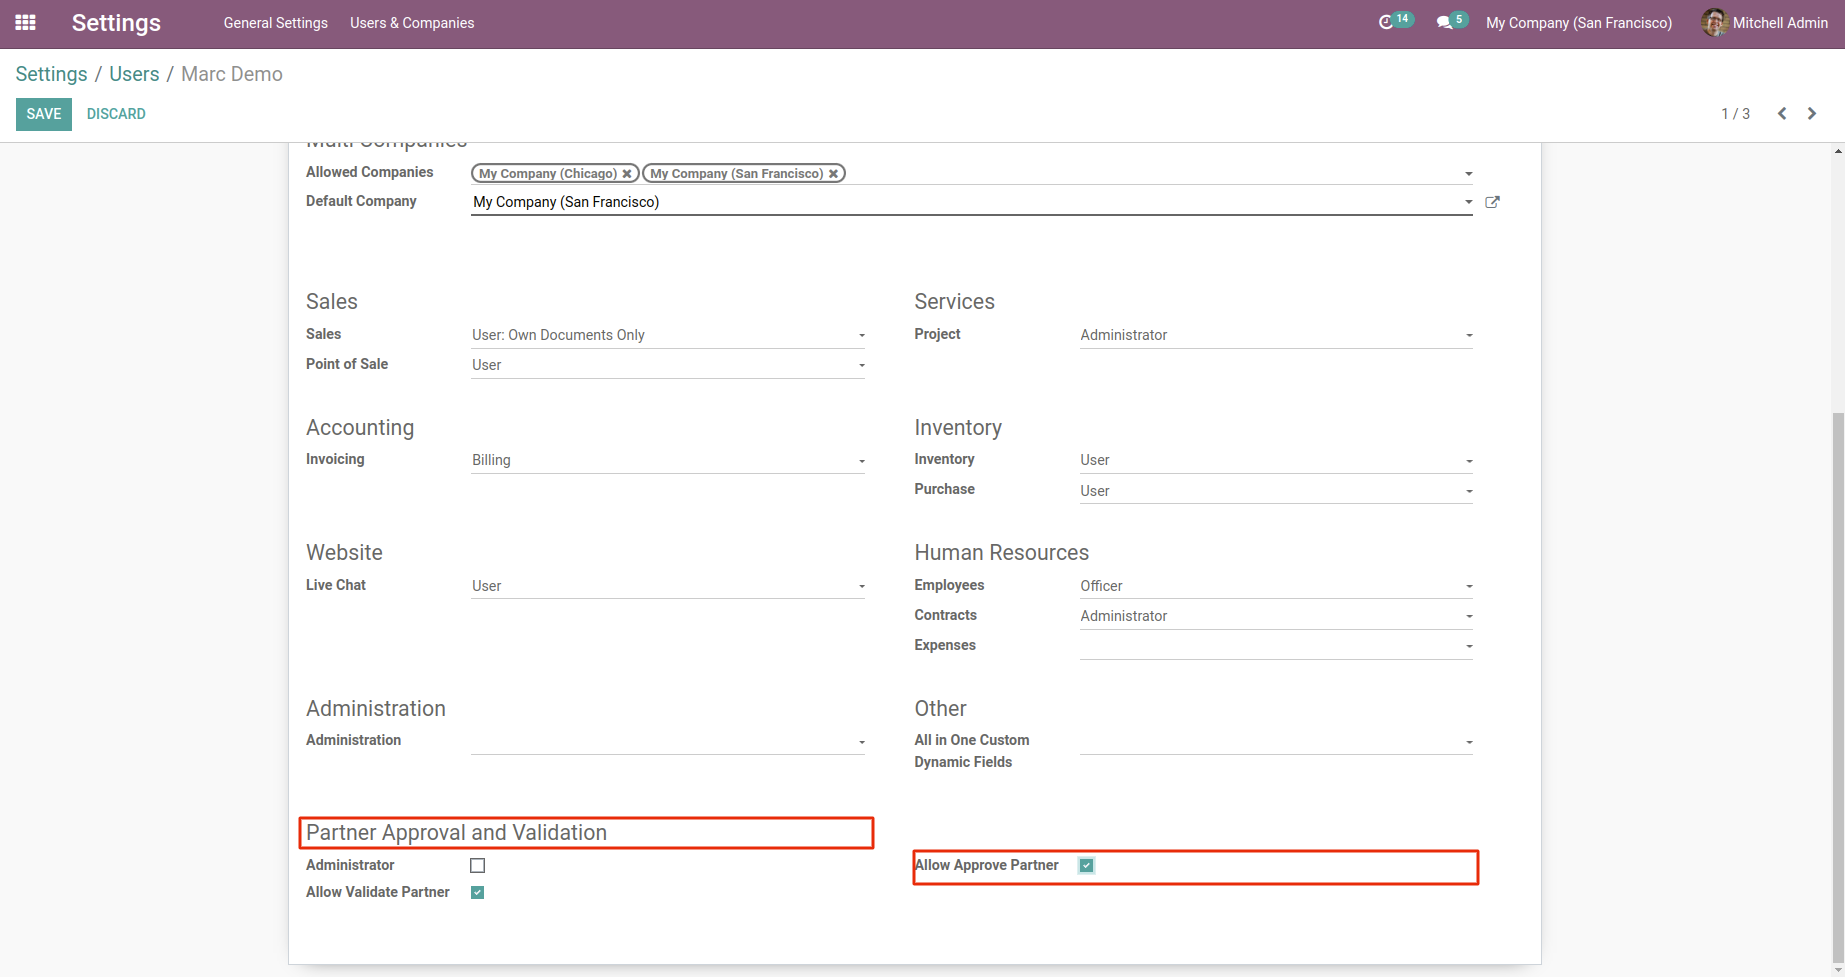 Settings General Settings Users & Companies 14 5 My Company (San Francisco) Mitchell Admin
Settings / Users / Marc Demo
SAVE DISCARD 1 / 3
Multi Companies
Allowed Companies My Company (Chicago) My Company (San Francisco)
Default Company My Company (San Francisco)
Sales Services
Sales User: Own Documents Only Project Administrator
Point of Sale User
Accounting Inventory
Invoicing Billing Inventory User
Purchase User
Website Human Resources
Live Chat User Employees Officer
Contracts Administrator
Expenses
Administration Other
Administration All in One Custom
Dynamic Fields
Partner Approval and Validation
Administrator Allow Approve Partner
Allow Validate Partner